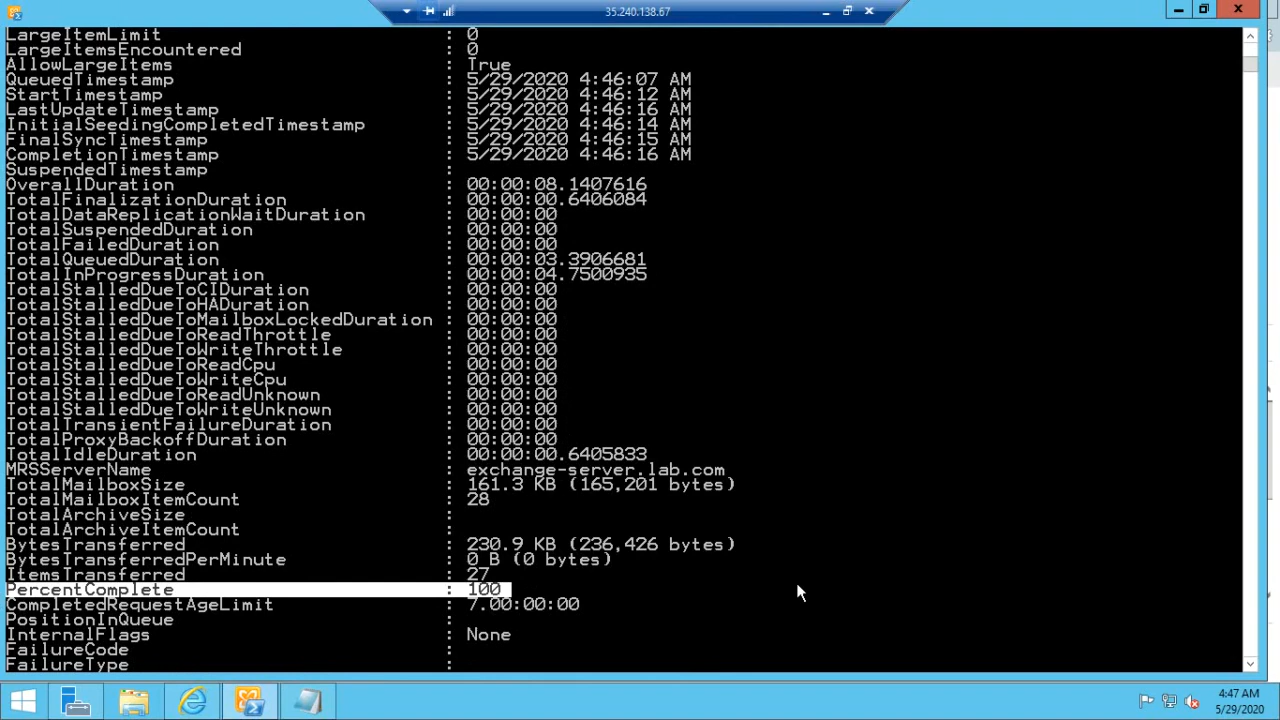 35.240.138.67
LargeItemLimit : 0
LargeItemsEncountered : 0
AllowLargeItems : True
QueuedTimestamp : 5/29/2020 4:46:07 AM
StartTimestamp : 5/29/2020 4:46:12 AM
LastUpdateTimestamp : 5/29/2020 4:46:16 AM
InitialSeedingCompletedTimestamp : 5/29/2020 4:46:14 AM
FinalSyncTimestamp : 5/29/2020 4:46:15 AM
CompletionTimestamp : 5/29/2020 4:46:16 AM
SuspendedTimestamp :
OverallDuration : 00:00:08.1407616
TotalFinalizationDuration : 00:00:00.6406084
TotalDataReplicationWaitDuration : 00:00:00
TotalSuspendedDuration : 00:00:00
TotalFailedDuration : 00:00:00
TotalQueuedDuration : 00:00:03.3906681
TotalInProgressDuration : 00:00:04.7500935
TotalStalledDueToCIDuration : 00:00:00
TotalStalledDueToHADuration : 00:00:00
TotalStalledDueToMailboxLockedDuration : 00:00:00
TotalStalledDueToReadThrottle : 00:00:00
TotalStalledDueToWriteThrottle : 00:00:00
TotalStalledDueToReadCpu : 00:00:00
TotalStalledDueToWriteCpu : 00:00:00
TotalStalledDueToReadUnknown : 00:00:00
TotalStalledDueToWriteUnknown : 00:00:00
TotalTransientFailureDuration : 00:00:00
TotalProxyBackoffDuration : 00:00:00
TotalIdleDuration : 00:00:00.6405833
MRSServerName : exchange-server.lab.com
TotalMailboxSize : 161.3 KB (165,201 bytes)
TotalMailboxItemCount : 28
TotalArchiveSize :
TotalArchiveItemCount :
BytesTransferred : 230.9 KB (236,426 bytes)
BytesTransferredPerMinute : 0 B (0 bytes)
ItemsTransferred : 27
PercentComplete : 100
CompletedRequestAgeLimit : 7.00:00:00
PositionInQueue :
InternalFlags : None
FailureCode :
FailureType :
4:47 AM
5/29/2020